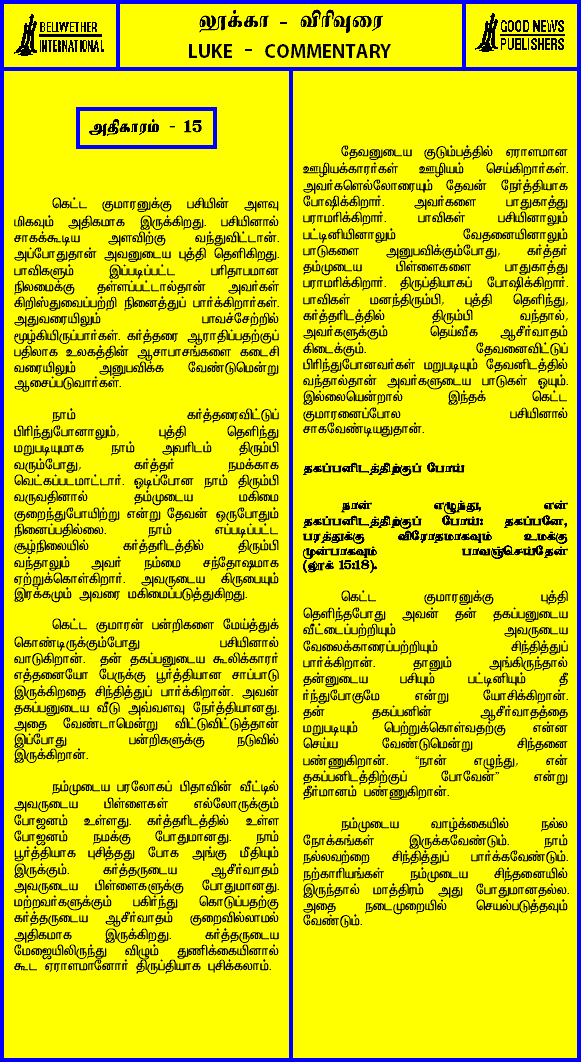 BELLWETHER
INTERNATIONAL
லூக்கா - விரிவுரை
LUKE - COMMENTARY
GOOD NEWS
PUBLISHERS
அதிகாரம் - 15
கெட்ட குமாரனுக்கு பசியின் அளவு
மிகவும் அதிகமாக இருக்கிறது. பசியினால்
சாகக்கூடிய அளவிற்கு வந்துவிட்டான்.
அப்போதுதான் அவனுடைய புத்தி தெளிகிறது.
பாவிகளும் இப்படிப்பட்ட பரிதாபமான
நிலமைக்கு தள்ளப்பட்டால்தான் அவர்கள்
கிறிஸ்துவைப்பற்றி நினைத்துப் பார்க்கிறார்கள்.
அதுவரையிலும் பாவச்சேற்றில்
மூழ்கியிருப்பார்கள். கர்த்தரை ஆராதிப்பதற்குப்
பதிலாக உலகத்தின் ஆசாபாசங்களை கடைசி
வரையிலும் அனுபவிக்க வேண்டுமென்று
ஆசைப்படுவார்கள்.
நாம் கர்த்தரைவிட்டுப்
பிரிந்துபோனாலும், புத்தி தெளிந்து
மறுபடியுமாக நாம் அவரிடம் திரும்பி
வரும்போது, கர்த்தர் நமக்காக
வெட்கப்படமாட்டார். ஓடிப்போன நாம் திரும்பி
வருவதினால் தம்முடைய மகிமை
குறைந்துபோயிற்று என்று தேவன் ஒருபோதும்
நினைப்பதில்லை. நாம் எப்படிப்பட்ட
சூழ்நிலையில் கர்த்தரிடத்தில் திரும்பி
வந்தாலும் அவர் நம்மை சந்தோஷமாக
ஏற்றுக்கொள்கிறார். அவருடைய கிருபையும்
இரக்கமும் அவரை மகிமைப்படுத்துகிறது.
கெட்ட குமாரன் பன்றிகளை மேய்த்துக்
கொண்டிருக்கும்போது பசியினால்
வாடுகிறான். தன் தகப்பனுடைய கூலிக்காரர்
எத்தனையோ பேருக்கு பூர்த்தியான சாப்பாடு
இருக்கிறதை சிந்தித்துப் பார்க்கிறான். அவன்
தகப்பனுடைய வீடு அவ்வளவு நேர்த்தியானது.
அதை வேண்டாமென்று விட்டுவிட்டுத்தான்
இப்போது பன்றிகளுக்கு நடுவில்
இருக்கிறான்.
நம்முடைய பரலோகப் பிதாவின் வீட்டில்
அவருடைய பிள்ளைகள் எல்லோருக்கும்
போஜனம் உள்ளது. கர்த்தரிடத்தில் உள்ள
போஜனம் நமக்கு போதுமானது. நாம்
பூர்த்தியாக புசித்தது போக அங்கு மீதியும்
இருக்கும். கர்த்தருடைய ஆசீர்வாதம்
அவருடைய பிள்ளைகளுக்கு போதுமானது.
மற்றவர்களுக்கும் பகிர்ந்து கொடுப்பதற்கு
கர்த்தருடைய ஆசீர்வாதம் குறைவில்லாமல்
அதிகமாக இருக்கிறது. கர்த்தருடைய
மேஜையிலிருந்து விழும் துணிக்கையினால்
கூட ஏராளமானோர் திருப்தியாக புசிக்கலாம்.
தேவனுடைய குடும்பத்தில் ஏராளமான
ஊழியக்காரர்கள் ஊழியம் செய்கிறார்கள்.
அவர்களெல்லோரையும் தேவன் நேர்த்தியாக
போஷிக்கிறார். அவர்களை பாதுகாத்து
பராமரிக்கிறார். பாவிகள் பசியினாலும்
பட்டினியினாலும் வேதனையினாலும்
பாடுகளை அனுபவிக்கும்போது, கர்த்தர்
தம்முடைய பிள்ளைகளை பாதுகாத்து
பராமரிக்கிறார். திருப்தியாகப் போஷிக்கிறார்.
பாவிகள் மனந்திரும்பி, புத்தி தெளிந்து,
கர்த்தரிடத்தில் திரும்பி வந்தால்,
அவர்களுக்கும் தெய்வீக ஆசீர்வாதம்
கிடைக்கும். தேவனைவிட்டுப்
பிரிந்துபோனவர்கள் மறுபடியும் தேவனிடத்தில்
வந்தால்தான் அவர்களுடைய பாடுகள் ஓயும்.
இல்லையென்றால் இந்தக் கெட்ட
குமாரனைப்போல பசியினால்
சாகவேண்டியதுதான்.
தகப்பனிடத்திற்குப் போய்
நான் எழுந்து, என்
தகப்பனிடத்திற்குப் போய்: தகப்பனே,
பரத்துக்கு விரோதமாகவும் உமக்கு
முன்பாகவும் பாவஞ்செய்தேன்
(லூக் 15:18).
கெட்ட குமாரனுக்கு புத்தி
தெளிந்தபோது அவன் தன் தகப்பனுடைய
வீட்டைப்பற்றியும் அவருடைய
வேலைக்காரைப்பற்றியும் சிந்தித்துப்
பார்க்கிறான். தானும் அங்கிருந்தால்
தன்னுடைய பசியும் பட்டினியும் தீ
ர்ந்துபோகுமே என்று யோசிக்கிறான்.
தன் தகப்பனின் ஆசீர்வாதத்தை
மறுபடியும் பெற்றுக்கொள்வதற்கு என்ன
செய்ய வேண்டுமென்று சிந்தனை
பண்ணுகிறான். "நான் எழுந்து, என்
தகப்பனிடத்திற்குப் போவேன்" என்று
தீர்மானம் பண்ணுகிறான்.
நம்முடைய வாழ்க்கையில் நல்ல
நோக்கங்கள் இருக்கவேண்டும். நாம்
நல்லவற்றை சிந்தித்துப் பார்க்கவேண்டும்.
நற்காரியங்கள் நம்முடைய சிந்தனையில்
இருந்தால் மாத்திரம் அது போதுமானதல்ல.
அதை நடைமுறையில் செயல்படுத்தவும்
வேண்டும்.